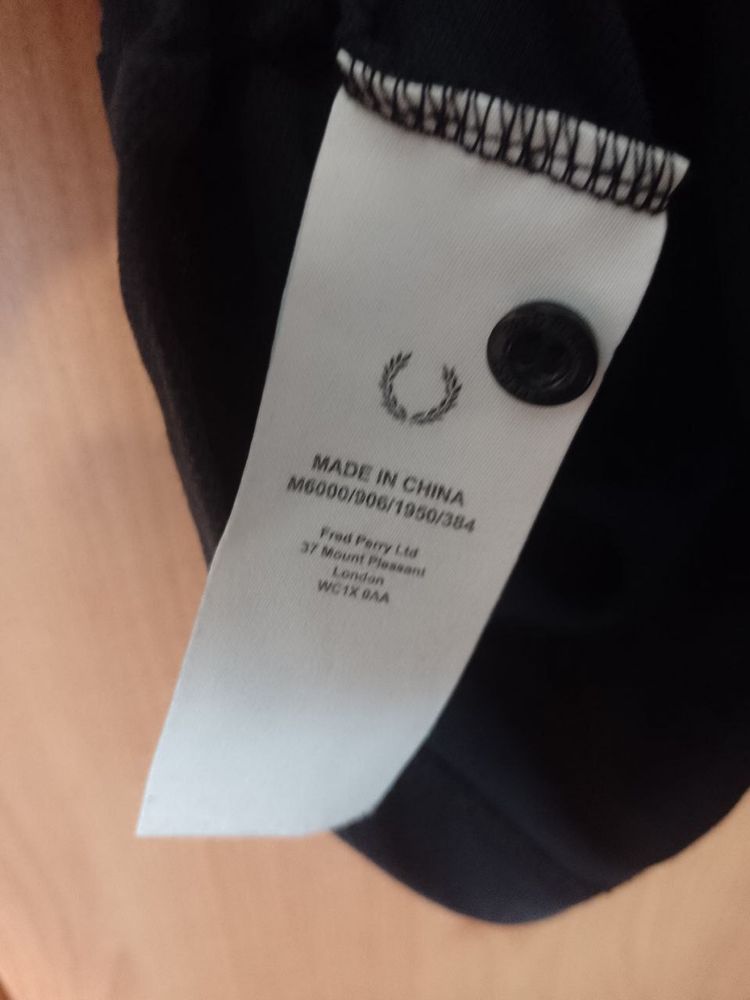 MADE IN CHINA
M6000/906/1950/384
Fred Perry Ltd
37 Mount Pleasant
London
WC1X 0AA